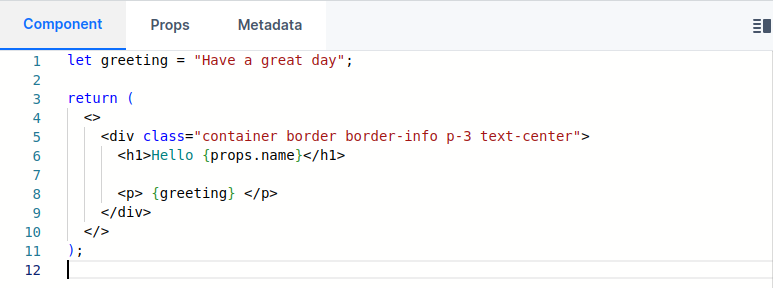 Component Props Metadata
1 let greeting = "Have a great day";
2
3 return (
4 <>
5 <div class="container border border-info p-3 text-center">
6 <h1>Hello {props.name}</h1>
7
8 <p> {greeting} </p>
9 </div>
10 </>
11 );
12